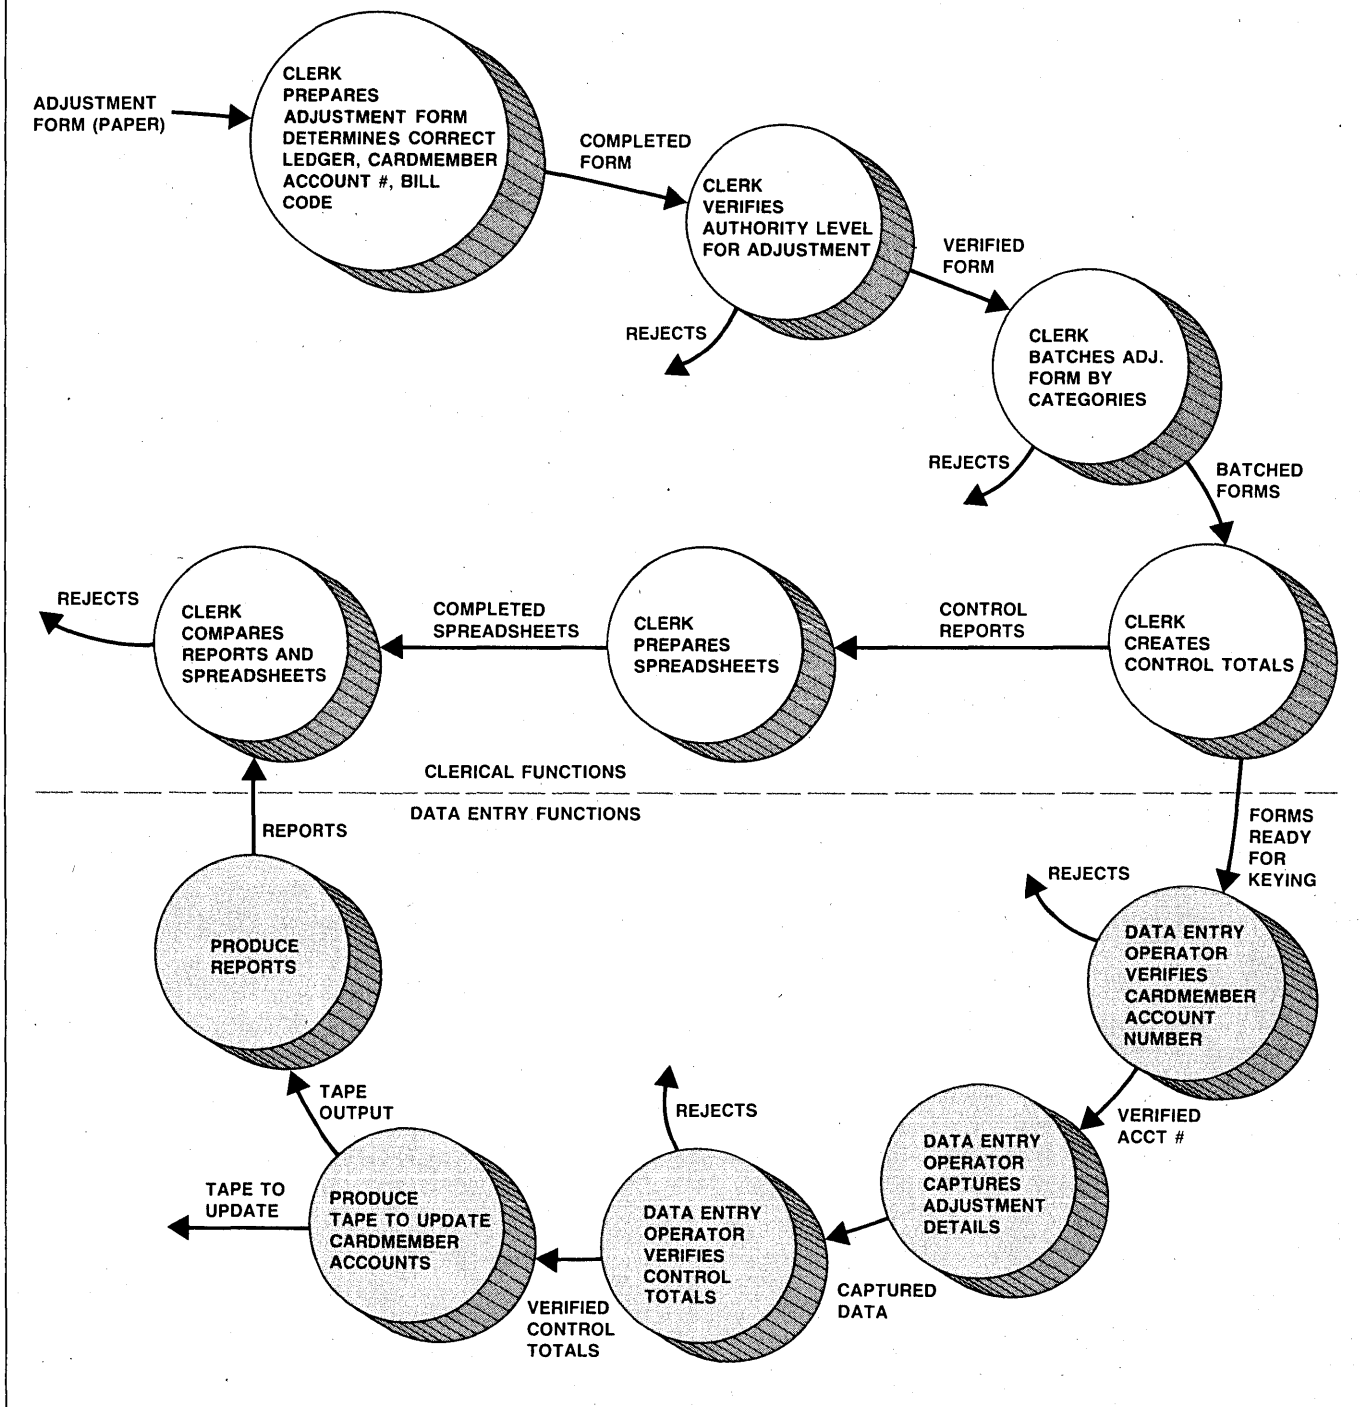 ADJUSTMENT
FORM (PAPER)
CLERK
PREPARES
ADJUSTMENT FORM
DETERMINES CORRECT
LEDGER, CARDMEMBER
ACCOUNT #, BILL
CODE
COMPLETED
FORM
CLERK
VERIFIES
AUTHORITY LEVEL
FOR ADJUSTMENT
REJECTS
VERIFIED
FORM
CLERK
BATCHES ADJ.
FORM BY
CATEGORIES
REJECTS
BATCHED
FORMS
CLERK
CREATES
CONTROL TOTALS
CONTROL
REPORTS
CLERK
PREPARES
SPREADSHEETS
COMPLETED
SPREADSHEETS
CLERK
COMPARES
REPORTS AND
SPREADSHEETS
REJECTS
CLERICAL FUNCTIONS
DATA ENTRY FUNCTIONS
FORMS
READY
FOR
KEYING
DATA ENTRY
OPERATOR
VERIFIES
CARDMEMBER
ACCOUNT
NUMBER
REJECTS
VERIFIED
ACCT #
DATA ENTRY
OPERATOR
CAPTURES
ADJUSTMENT
DETAILS
CAPTURED
DATA
DATA ENTRY
OPERATOR
VERIFIES
CONTROL
TOTALS
REJECTS
VERIFIED
CONTROL
TOTALS
PRODUCE
TAPE TO UPDATE
CARDMEMBER
ACCOUNTS
TAPE TO
UPDATE
TAPE
OUTPUT
PRODUCE
REPORTS
REPORTS